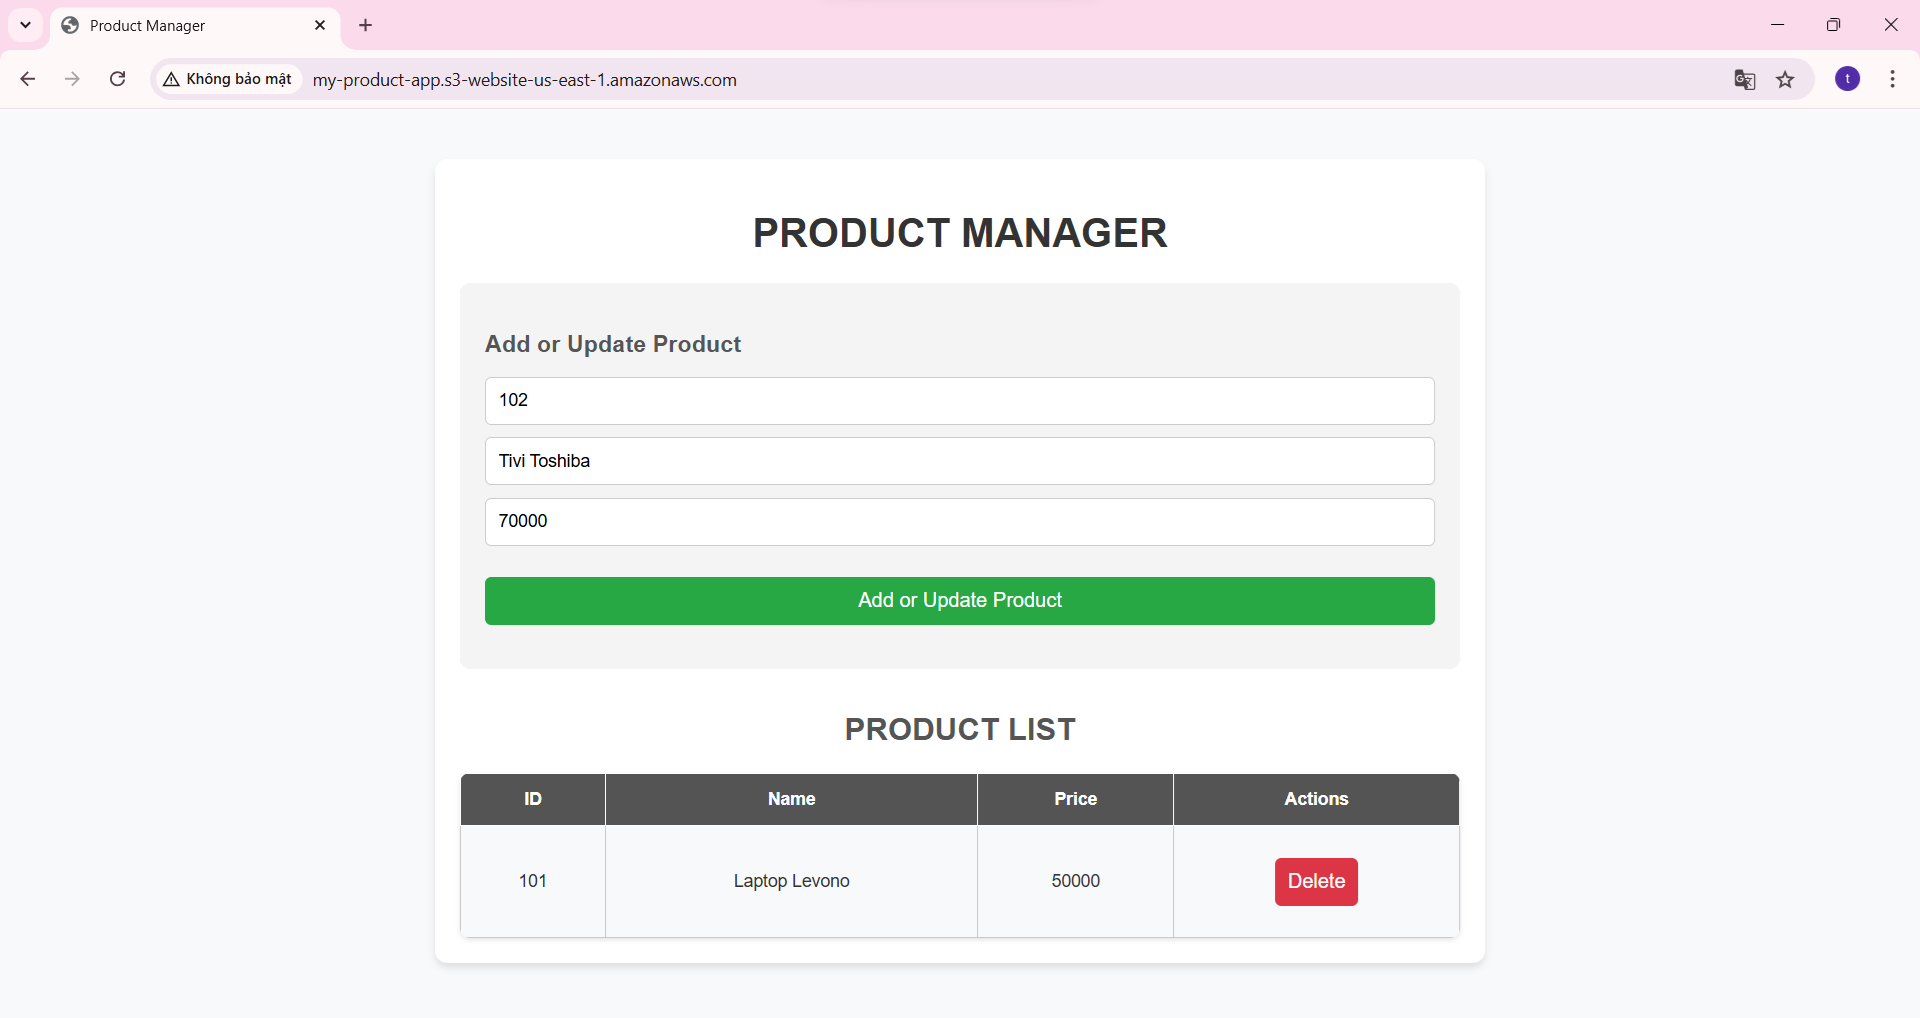 Product Manager
Không bảo mật
my-product-app.s3-website-us-east-1.amazonaws.com
t
PRODUCT MANAGER
Add or Update Product
102
Tivi Toshiba
70000
Add or Update Product
PRODUCT LIST
ID Name Price Actions
101 Laptop Levono 50000 Delete